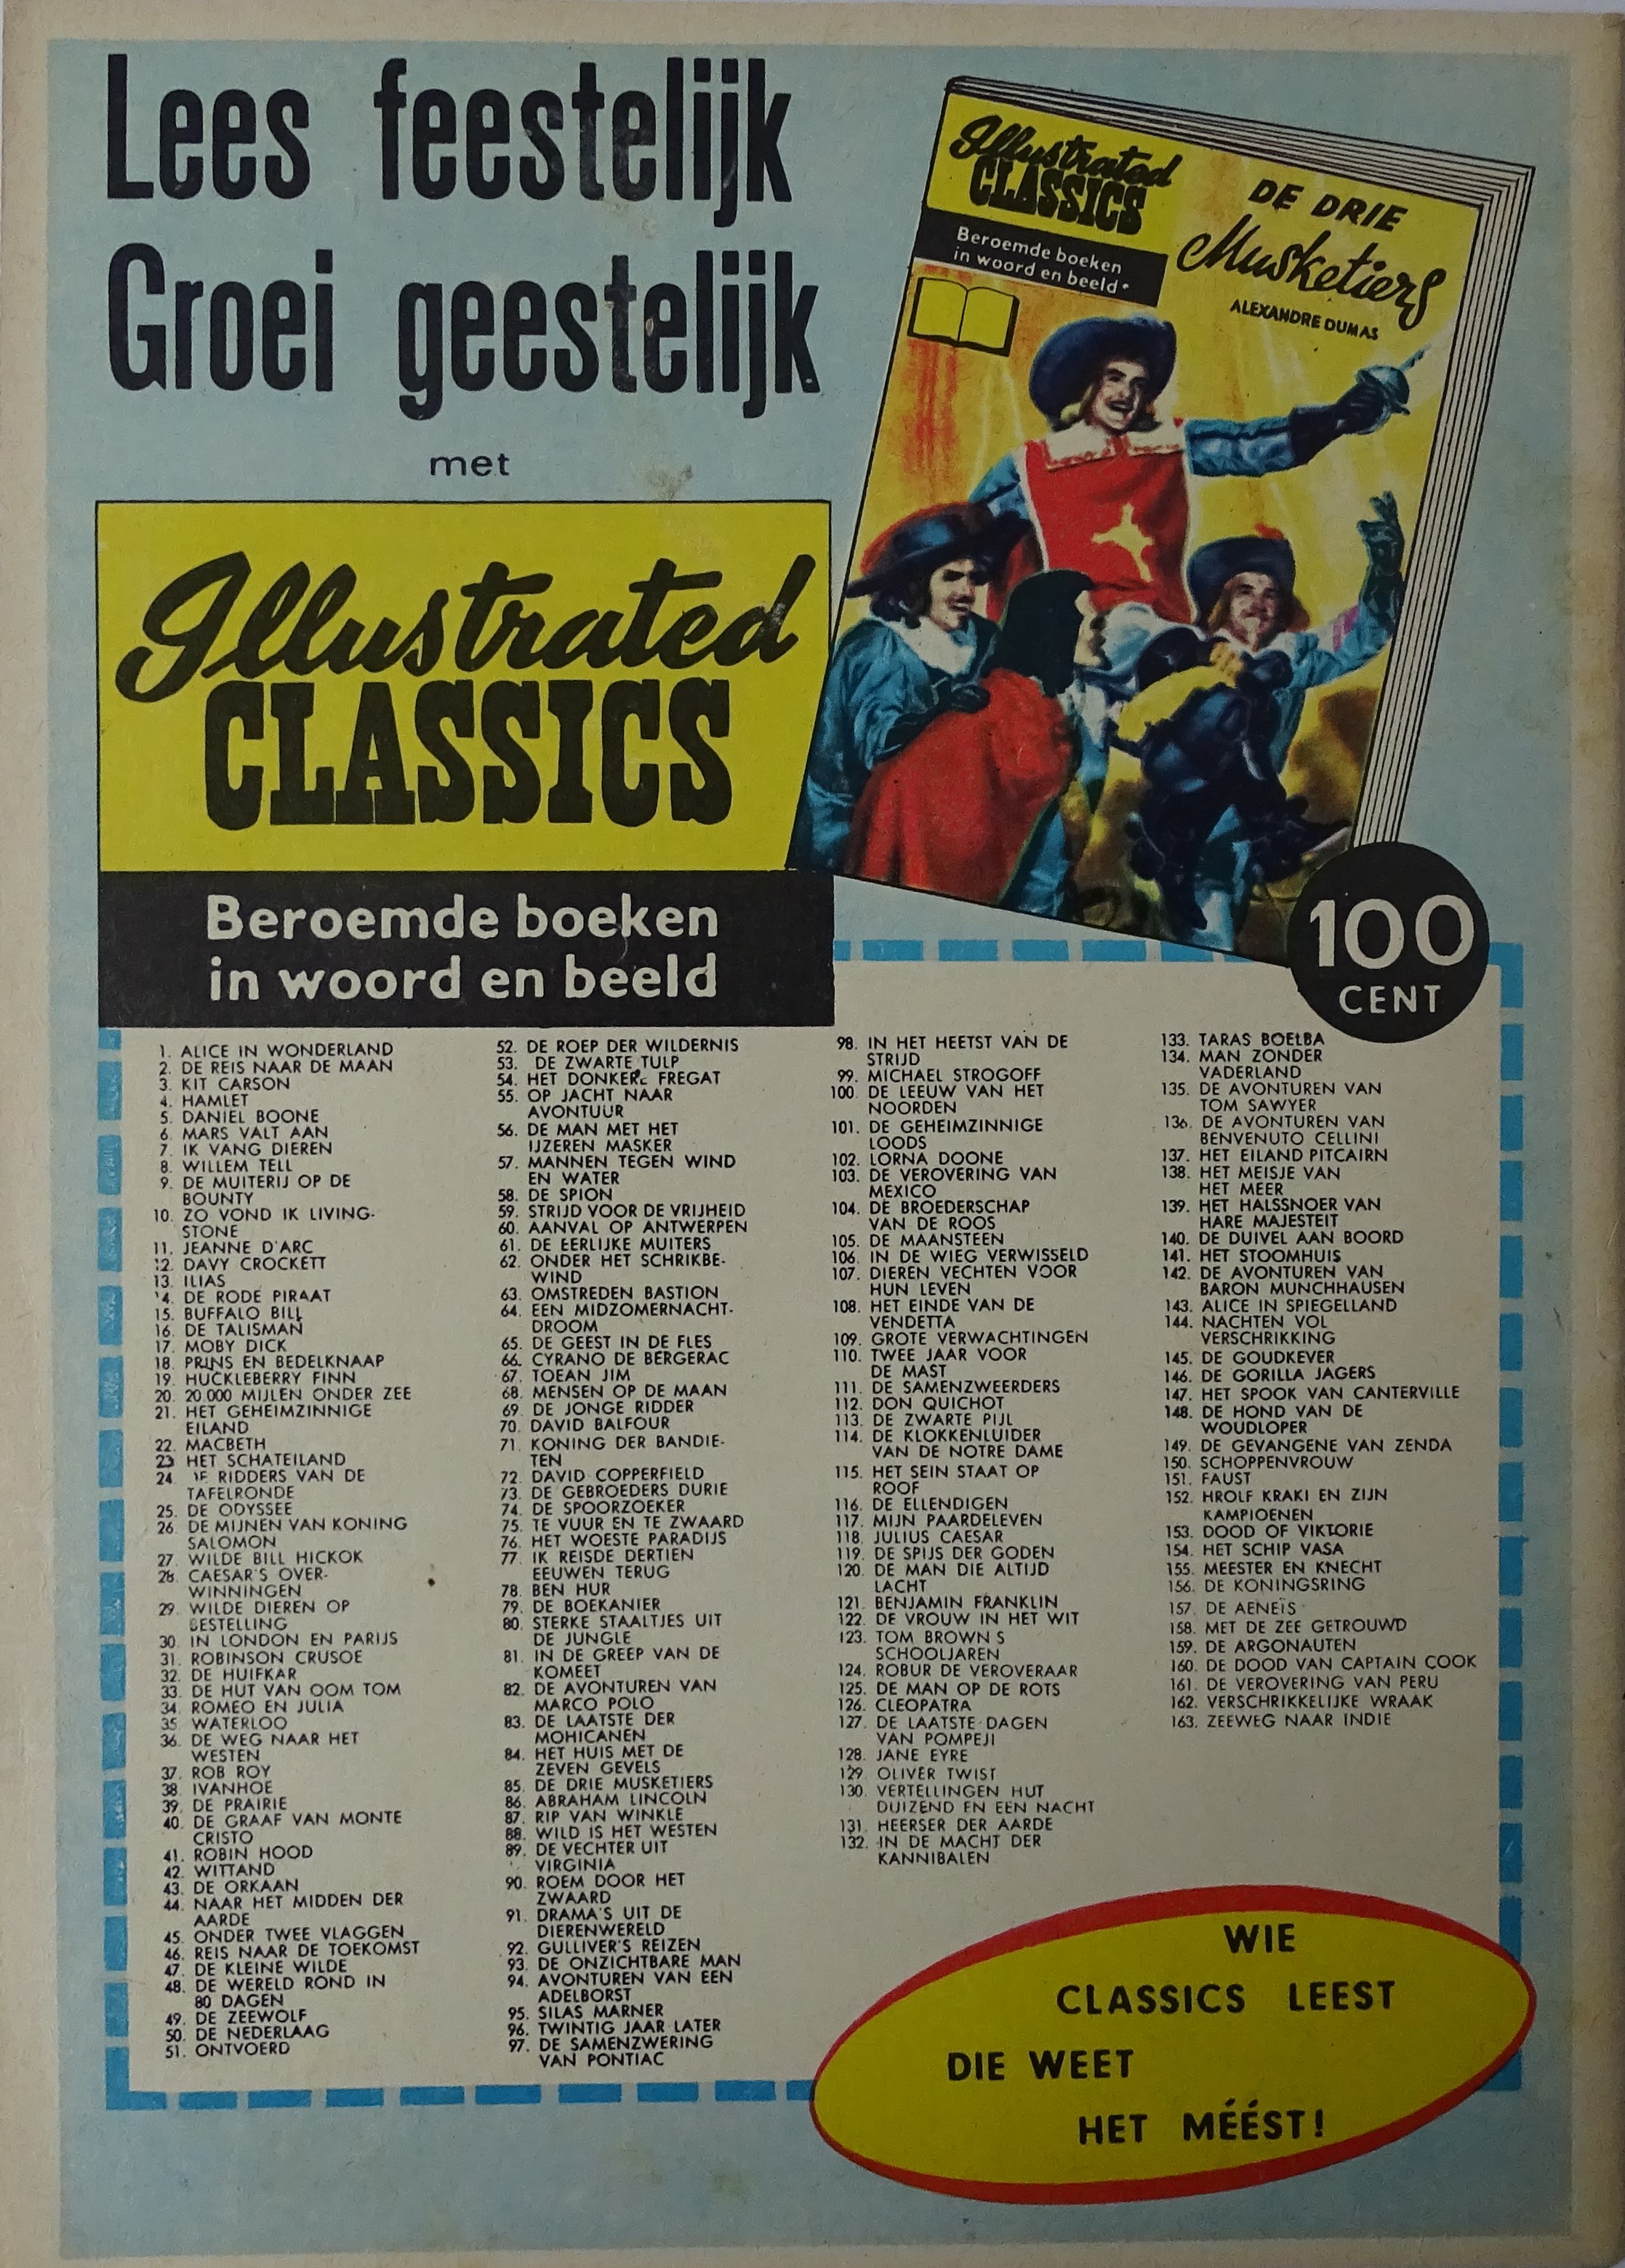 Lees feestelijk
Groei geestelijk
met
Illustrated
CLASSICS
Beroemde boeken
in woord en beeld
Illustrated
CLASSICS
Beroemde boeken
in woord en beeld
DE DRIE
Musketiers
ALEXANDRE DUMAS
100
CENT
1. ALICE IN WONDERLAND
2. DE REIS NAAR DE MAAN
3. KIT CARSON
4. HAMLET
5. DANIEL BOONE
6. MARS VALT AAN
7. IK VANG DIEREN
8. WILLEM TELL
9. DE MUITERIJ OP DE
BOUNTY
10. ZO VOND IK LIVING-
STONE
11. JEANNE D'ARC
12. DAVY CROCKETT
13. ILIAS
14. DE RODE PIRAAT
15. BUFFALO BILL
16. DE TALISMAN
17. MOBY DICK
18. PRINS EN BEDELKNAAP
19. HUCKLEBERRY FINN
20. 20.000 MIJLEN ONDER ZEE
21. HET GEHEIMZINNIGE
EILAND
22. MACBETH
23 HET SCHATEILAND
24. DE RIDDERS VAN DE
TAFELRONDE
25. DE ODYSSEE
26. DE MIJNEN VAN KONING
SALOMON
27. WILDE BILL HICKOK
28. CAESAR'S OVER-
WINNINGEN
29. WILDE DIEREN OP
BESTELLING
30. IN LONDON EN PARIJS
31. ROBINSON CRUSOE
32. DE HUIFKAR
33. DE HUT VAN OOM TOM
34. ROMEO EN JULIA
35. WATERLOO
36. DE WEG NAAR HET
WESTEN
37. ROB ROY
38. IVANHOE
39. DE PRAIRIE
40. DE GRAAF VAN MONTE
CRISTO
41. ROBIN HOOD
42. WITTAND
43. DE ORKAAN
44. NAAR HET MIDDEN DER
AARDE
45. ONDER TWEE VLAGGEN
46. REIS NAAR DE TOEKOMST
47. DE KLEINE WILDE
48. DE WERELD ROND IN
80 DAGEN
49. DE ZEEWOLF
50. DE NEDERLAAG
51. ONTVOERD
52. DE ROEP DER WILDERNIS
53. DE ZWARTE TULP
54. HET DONKERE FREGAT
55. OP JACHT NAAR
AVONTUUR
56. DE MAN MET HET
IJZEREN MASKER
57. MANNEN TEGEN WIND
EN WATER
58. DE SPION
59. STRIJD VOOR DE VRIJHEID
60. AANVAL OP ANTWERPEN
61. DE EERLIJKE MUITERS
62. ONDER HET SCHRIKBE-
WIND
63. OMSTREDEN BASTION
64. EEN MIDZOMERNACHT-
DROOM
65. DE GEEST IN DE FLES
66. CYRANO DE BERGERAC
67. TOEAN JIM
68. MENSEN OP DE MAAN
69. DE JONGE RIDDER
70. DAVID BALFOUR
71. KONING DER BANDIE-
TEN
72. DAVID COPPERFIELD
73. DE GEBROEDERS DURIE
74. DE SPOORZOEKER
75. TE VUUR EN TE ZWAARD
76. HET WOESTE PARADIJS
77. IK REISDE DERTIEN
EEUWEN TERUG
78. BEN HUR
79. DE BOEKANIER
80. STERKE STAALTJES UIT
DE JUNGLE
81. IN DE GREEP VAN DE
KOMEET
82. DE AVONTUREN VAN
MARCO POLO
83. DE LAATSTE DER
MOHICANEN
84. HET HUIS MET DE
ZEVEN GEVELS
85. DE DRIE MUSKETIERS
86. ABRAHAM LINCOLN
87. RIP VAN WINKLE
88. WILD IS HET WESTEN
89. DE VECHTER UIT
VIRGINIA
90. ROEM DOOR HET
ZWAARD
91. DRAMA'S UIT DE
DIERENWERELD
92. GULLIVER'S REIZEN
93. DE ONZICHTBARE MAN
94. AVONTUREN VAN EEN
ADELBORST
95. SILAS MARNER
96. TWINTIG JAAR LATER
97. DE SAMENZWERING
VAN PONTIAC
98. IN HET HEETST VAN DE
STRIJD
99. MICHAEL STROGOFF
100. DE LEEUW VAN HET
NOORDEN
101. DE GEHEIMZINNIGE
LOODS
102. LORNA DOONE
103. DE VEROVERING VAN
MEXICO
104. DE BROEDERSCHAP
VAN DE ROOS
105. DE MAANSTEEN
106. IN DE WIEG VERWISSELD
107. DIEREN VECHTEN VOOR
HUN LEVEN
108. HET EINDE VAN DE
VENDETTA
109. GROTE VERWACHTINGEN
110. TWEE JAAR VOOR
DE MAST
111. DE SAMENZWEERDERS
112. DON QUICHOT
113. DE ZWARTE PIJL
114. DE KLOKKENLUIDER
VAN DE NOTRE DAME
115. HET SEIN STAAT OP
ROOF
116. DE ELLENDIGEN
117. MIJN PAARDELEVEN
118. JULIUS CAESAR
119. DE SPIJS DER GODEN
120. DE MAN DIE ALTIJD
LACHT
121. BENJAMIN FRANKLIN
122. DE VROUW IN HET WIT
123. TOM BROWN S
SCHOOLJAREN
124. ROBUR DE VEROVERAAR
125. DE MAN OP DE ROTS
126. CLEOPATRA
127. DE LAATSTE DAGEN
VAN POMPEJI
128. JANE EYRE
129. OLIVER TWIST
130. VERTELLINGEN HUT
DUIZEND EN EEN NACHT
131. HEERSER DER AARDE
132. IN DE MACHT DER
KANNIBALEN
133. TARAS BOELBA
134. MAN ZONDER
VADERLAND
135. DE AVONTUREN VAN
TOM SAWYER
136. DE AVONTUREN VAN
BENVENUTO CELLINI
137. HET EILAND PITCAIRN
138. HET MEISJE VAN
HET MEER
139. HET HALSSNOER VAN
HARE MAJESTEIT
140. DE DUIVEL AAN BOORD
141. HET STOOMHUIS
142. DE AVONTUREN VAN
BARON MUNCHHAUSEN
143. ALICE IN SPIEGELLAND
144. NACHTEN VOL
VERSCHRIKKING
145. DE GOUDKEVER
146. DE GORILLA JAGERS
147. HET SPOOK VAN CANTERVILLE
148. DE HOND VAN DE
WOUDLOPER
149. DE GEVANGENE VAN ZENDA
150. SCHOPPENVROUW
151. FAUST
152. HROLF KRAKI EN ZIJN
KAMPIOENEN
153. DOOD OF VIKTORIE
154. HET SCHIP VASA
155. MEESTER EN KNECHT
156. DE KONINGSRING
157. DE AENEÏS
158. MET DE ZEE GETROUWD
159. DE ARGONAUTEN
160. DE DOOD VAN CAPTAIN COOK
161. DE VEROVERING VAN PERU
162. VERSCHRIKKELIJKE WRAAK
163. ZEEWEG NAAR INDIE
WIE
CLASSICS LEEST
DIE WEET
HET MÉÉST!